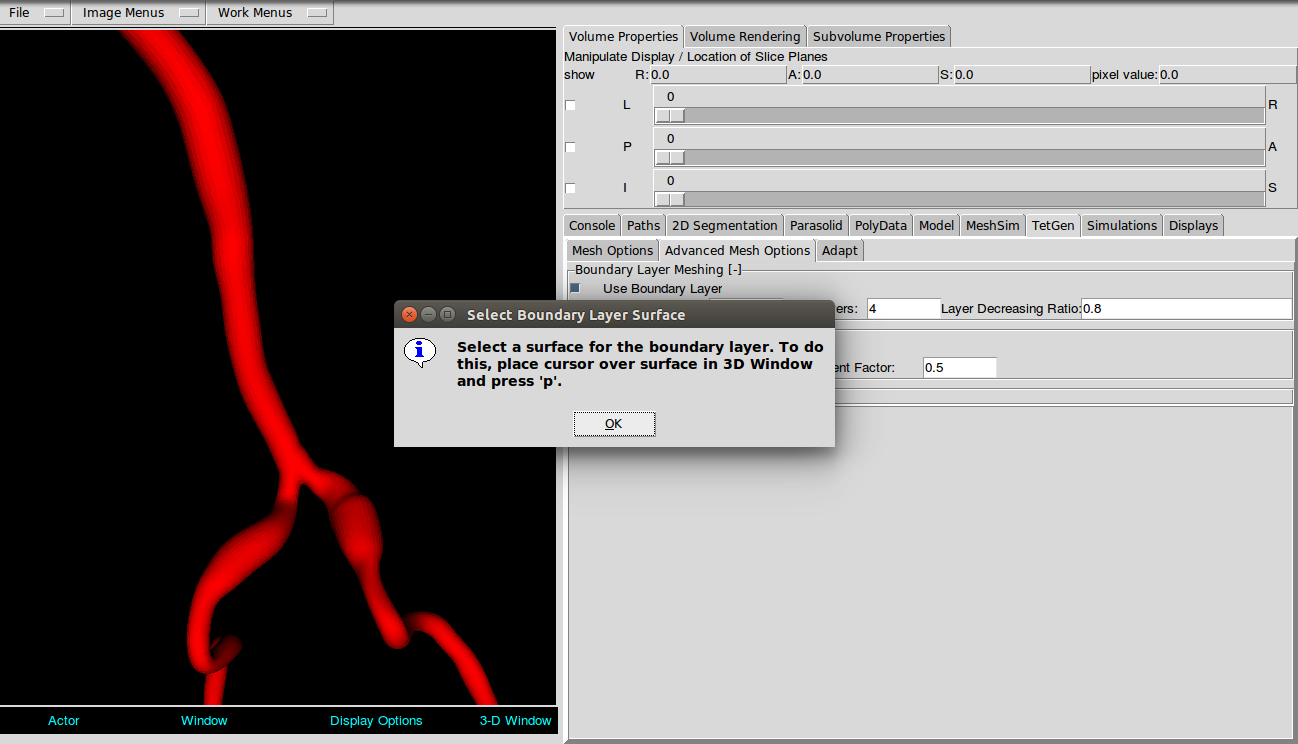 File Image Menus Work Menus
Volume Properties Volume Rendering Subvolume Properties
Manipulate Display / Location of Slice Planes
show R: 0.0 A: 0.0 S: 0.0 pixel value: 0.0
0
L R
0
P A
0
I S
Console Paths 2D Segmentation Parasolid PolyData Model MeshSim TetGen Simulations Displays
Mesh Options Advanced Mesh Options Adapt
Boundary Layer Meshing [-]
Use Boundary Layer
ers: 4 Layer Decreasing Ratio: 0.8
Select Boundary Layer Surface
Select a surface for the boundary layer. To do
this, place cursor over surface in 3D Window
and press 'p'.
ent Factor: 0.5
OK
Actor Window Display Options 3-D Window